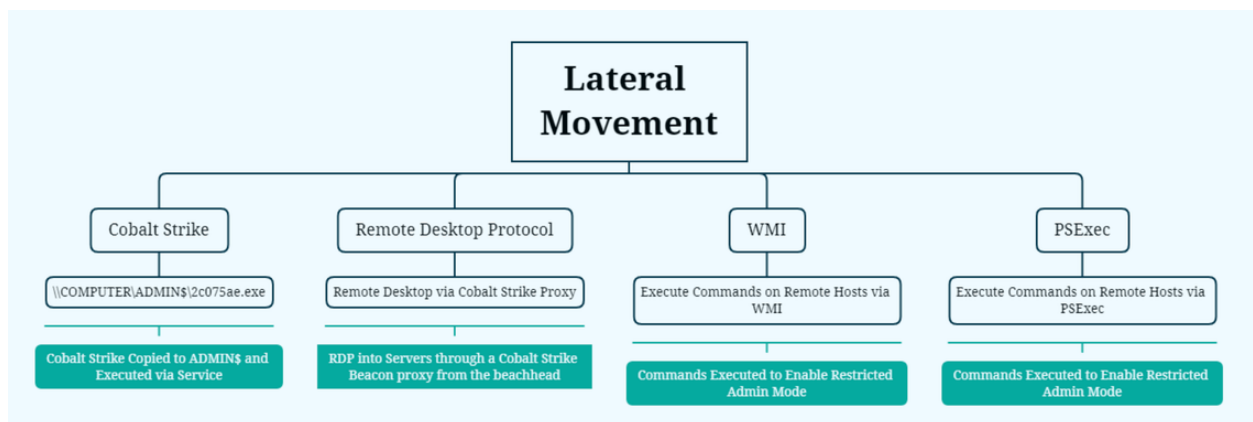 Lateral
Movement
Cobalt Strike
Remote Desktop Protocol
WMI
PSExec
\\COMPUTER\ADMIN$\2c075ae.exe
Remote Desktop via Cobalt Strike Proxy
Execute Commands on Remote Hosts via
WMI
Execute Commands on Remote Hosts via
PSExec
Cobalt Strike Copied to ADMIN$ and
Executed via Service
RDP into Servers through a Cobalt Strike
Beacon proxy from the beachhead
Commands Executed to Enable Restricted
Admin Mode
Commands Executed to Enable Restricted
Admin Mode